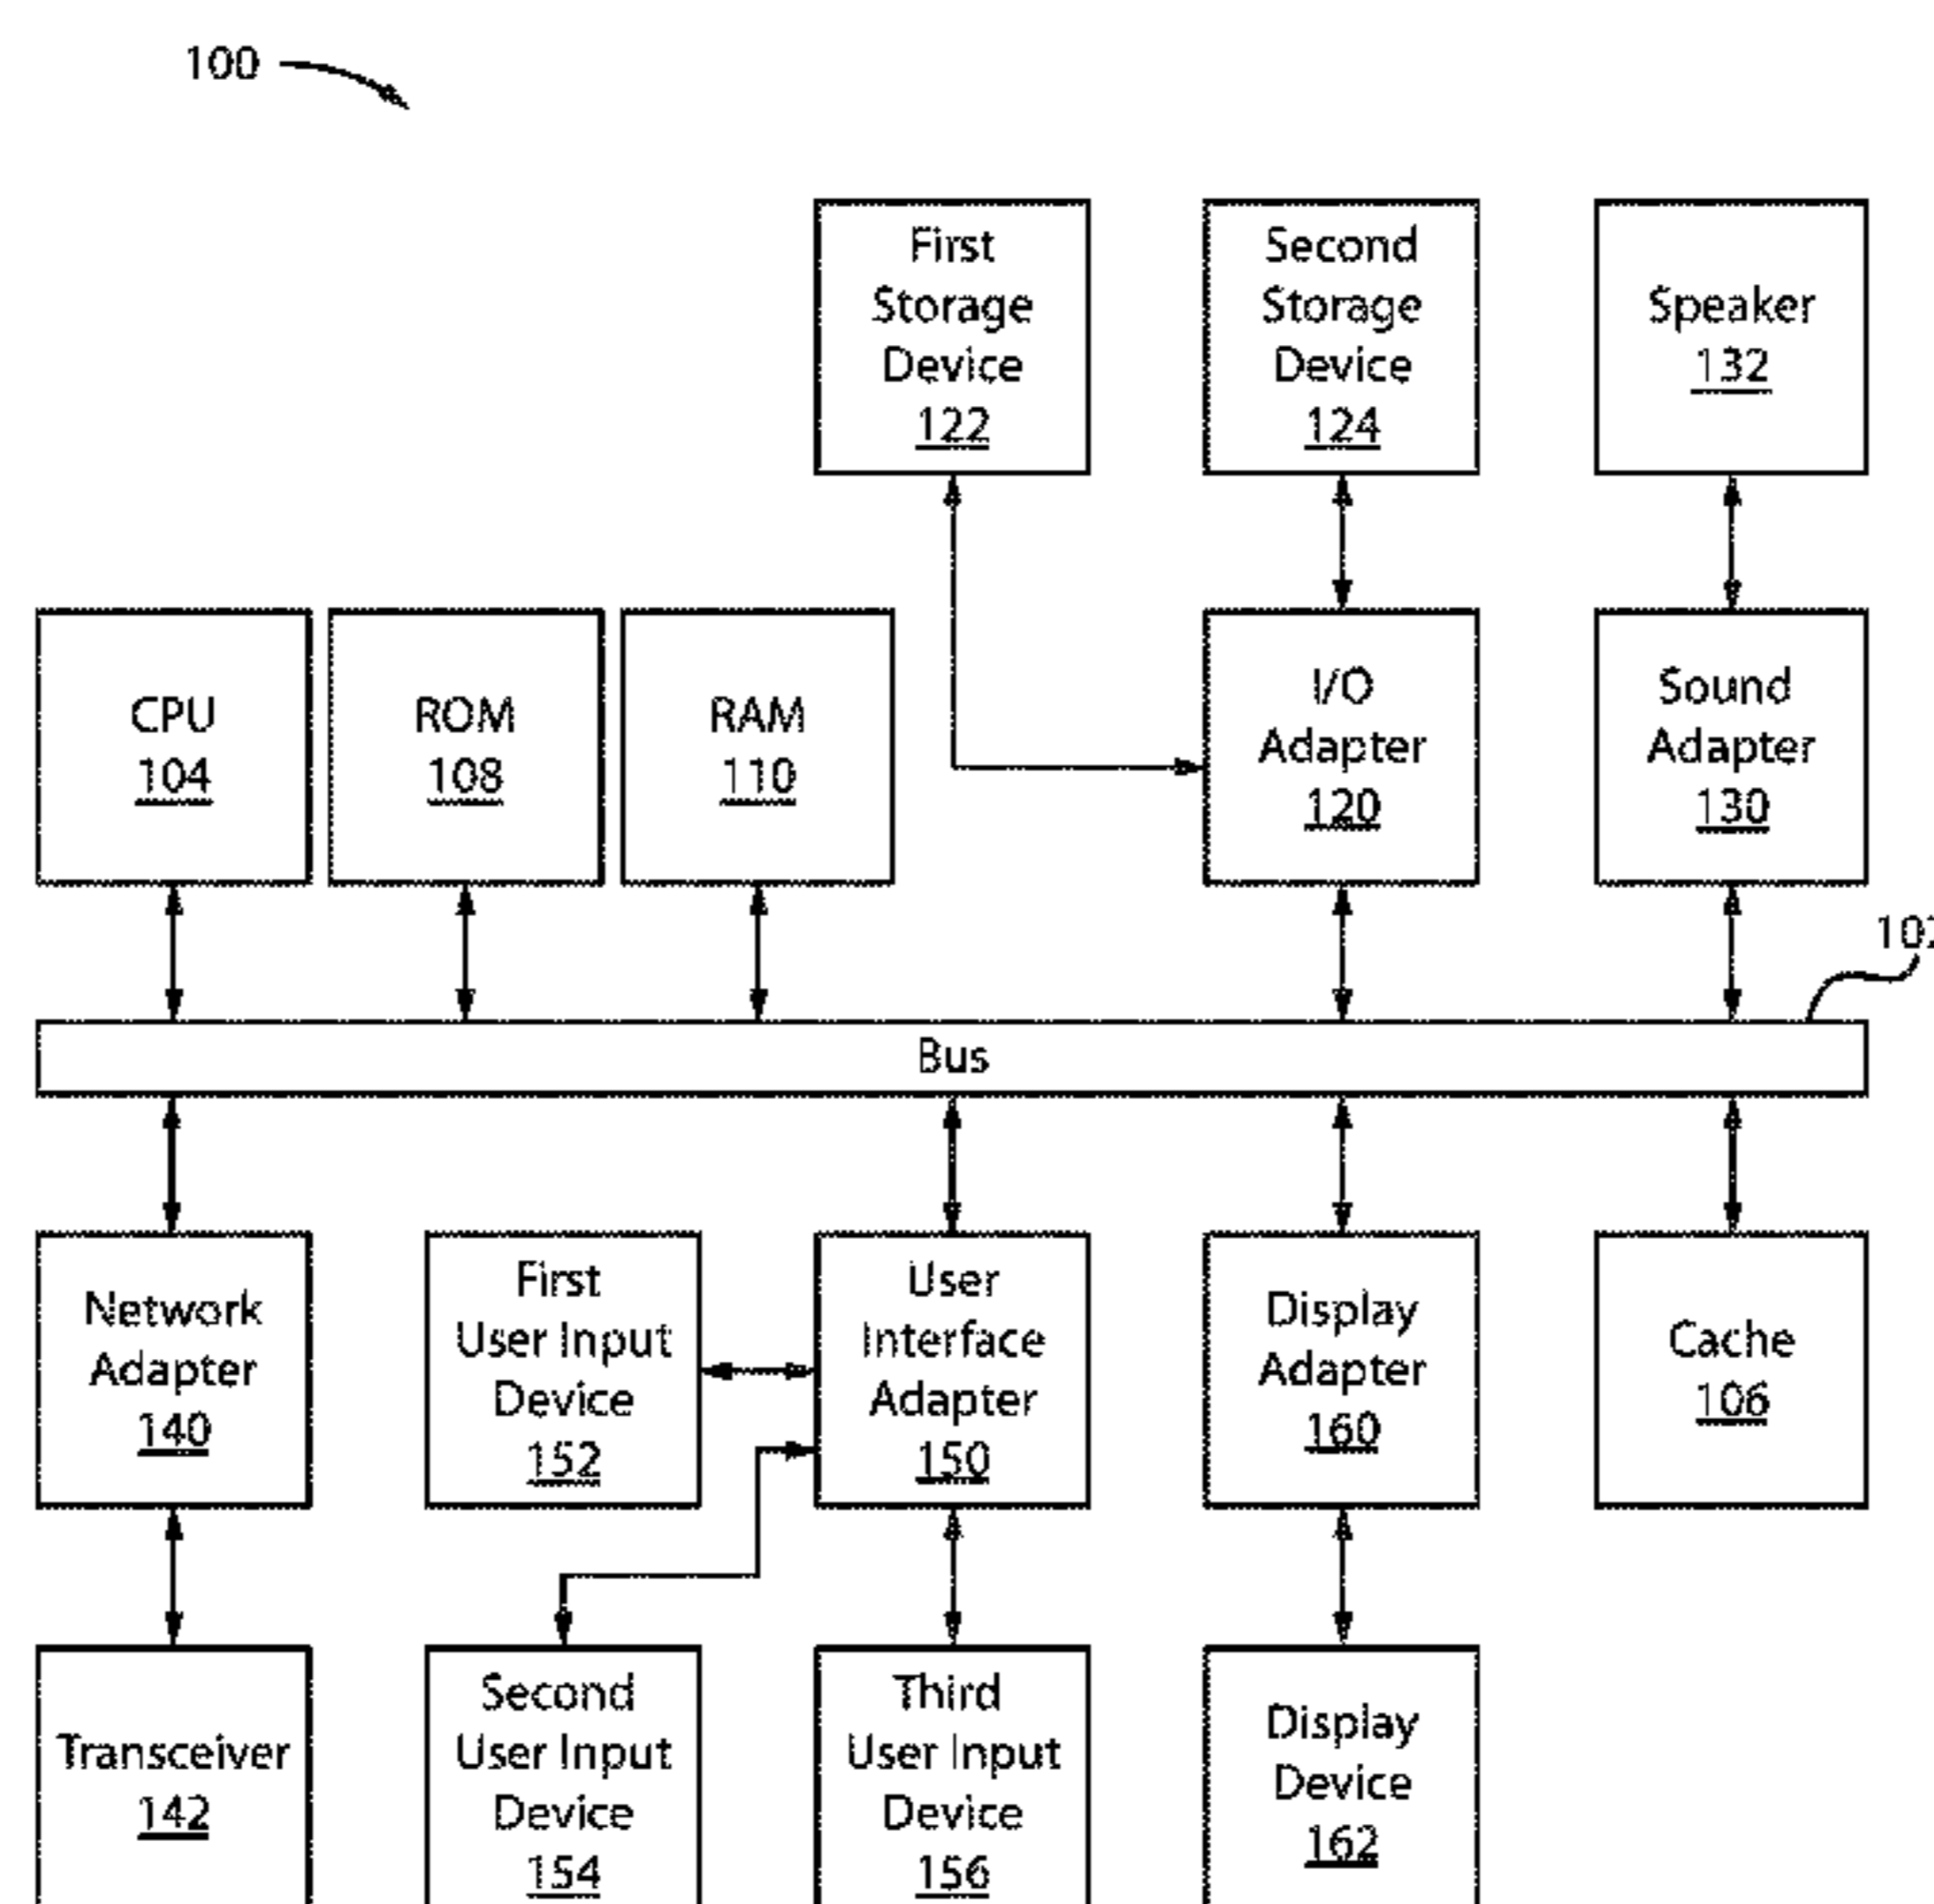 100
First
Storage
Device
122
Second
Storage
Device
124
Speaker
132
CPU
104
ROM
108
RAM
110
I/O
Adapter
120
Sound
Adapter
130
Bus
Network
Adapter
140
First
User Input
Device
152
User
Interface
Adapter
150
Display
Adapter
160
Cache
106
Transceiver
142
Second
User Input
Device
154
Third
User Input
Device
156
Display
Device
162